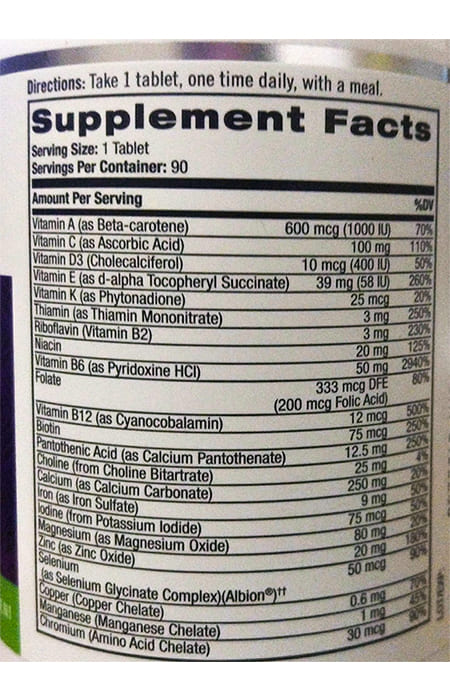 Directions: Take 1 tablet, one time daily, with a meal.
Supplement Facts
Serving Size: 1 Tablet
Servings Per Container: 90
Amount Per Serving %DV
Vitamin A (as Beta-carotene) 600 mcg (1000 IU) 70%
Vitamin C (as Ascorbic Acid) 100 mg 110%
Vitamin D3 (Cholecalciferol) 10 mcg (400 IU) 50%
Vitamin E (as d-alpha Tocopheryl Succinate) 39 mg (58 IU) 260%
Vitamin K (as Phytonadione) 25 mcg 20%
Thiamin (as Thiamin Mononitrate) 3 mg 250%
Riboflavin (Vitamin B2) 3 mg 230%
Niacin 20 mg 125%
Vitamin B6 (as Pyridoxine HCl) 50 mg 2940%
Folate 333 mcg DFE 80%
(200 mcg Folic Acid)
Vitamin B12 (as Cyanocobalamin) 12 mcg 500%
Biotin 75 mcg 250%
Pantothenic Acid (as Calcium Pantothenate) 12.5 mg 250%
Choline (from Choline Bitartrate) 25 mg 4%
Calcium (as Calcium Carbonate) 250 mg 20%
Iron (as Iron Sulfate) 9 mg 50%
Iodine (from Potassium Iodide) 75 mcg 50%
Magnesium (as Magnesium Oxide) 80 mg 20%
Zinc (as Zinc Oxide) 20 mg 180%
Selenium 50 mcg 90%
(as Selenium Glycinate Complex)(Albion®)††
Copper (Copper Chelate) 0.6 mg 70%
Manganese (Manganese Chelate) 1 mg 45%
Chromium (Amino Acid Chelate) 30 mcg 90%